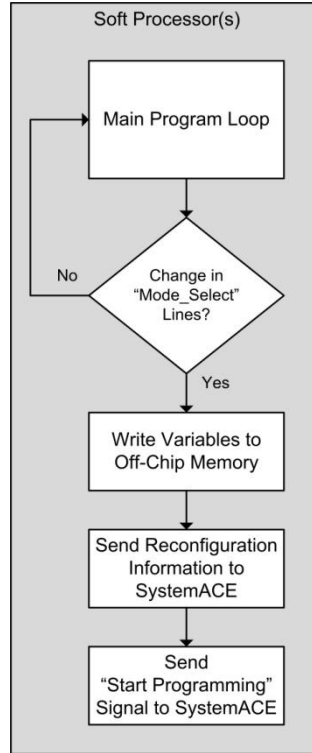 Soft Processor(s)
Main Program Loop
Change in
"Mode_Select"
Lines?
No
Yes
Write Variables to
Off-Chip Memory
Send Reconfiguration
Information to
SystemACE
Send
"Start Programming"
Signal to SystemACE